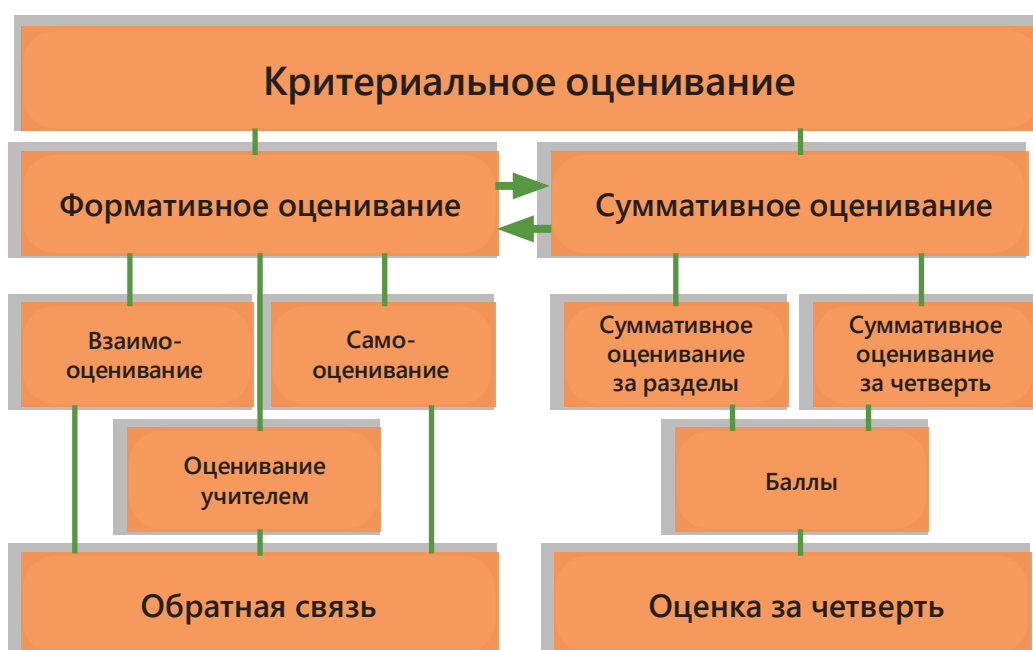 Критериальное оценивание
Формативное оценивание
Суммативное оценивание
Взаимо-
оценивание
Само-
оценивание
Суммативное
оценивание
за разделы
Суммативное
оценивание
за четверть
Оценивание
учителем
Баллы
Обратная связь
Оценка за четверть